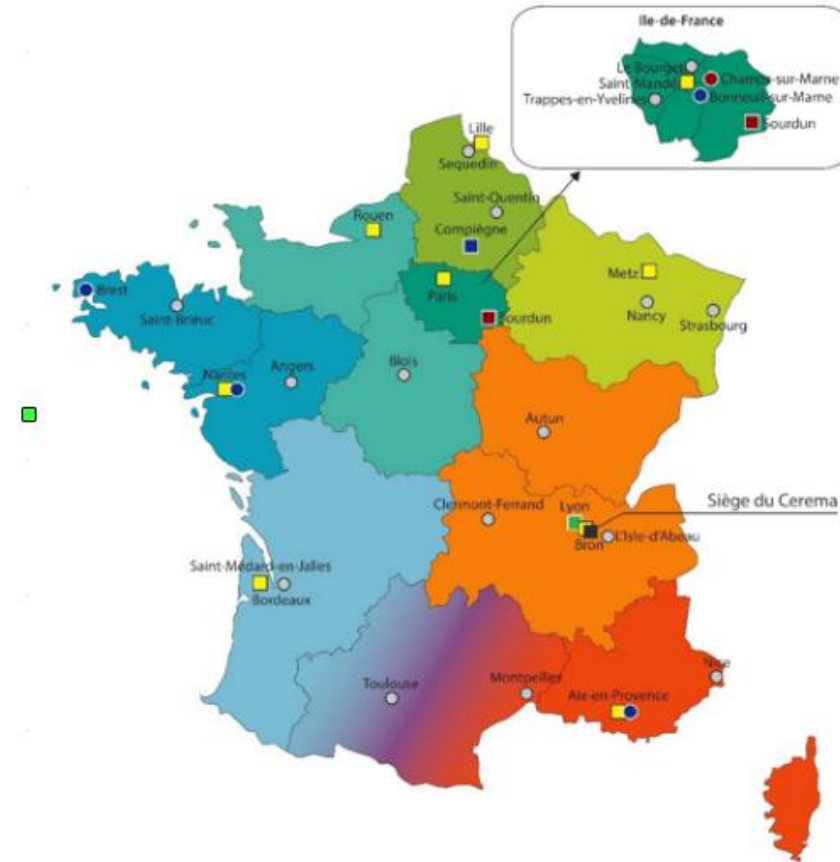 Ile-de-France
Le Bourget
Champs-sur-Marne
Saint-Mandé
Trappes-en-Yvelines
Bonneuil-sur-Marne
Sourdun
Lille
Sequedin
Saint-Quentin
Rouen
Compiègne
Metz
Paris
Brest
Nancy
Strasbourg
Saint-Brieuc
Sourdun
Nantes
Angers
Blois
Autun
Siège du Cerema
Clermont-Ferrand
Lyon
L'Isle-d'Abeau
Bron
Saint-Médard-en-Jalles
Bordeaux
Nice
Toulouse
Montpellier
Aix-en-Provence